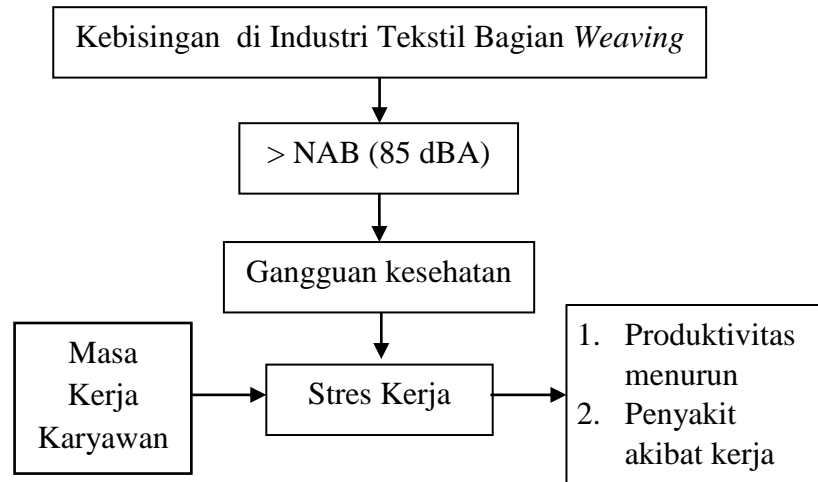 Kebisingan di Industri Tekstil Bagian Weaving
> NAB (85 dBA)
Gangguan kesehatan
Masa
Kerja
Karyawan
Stres Kerja
1. Produktivitas
menurun
2. Penyakit
akibat kerja